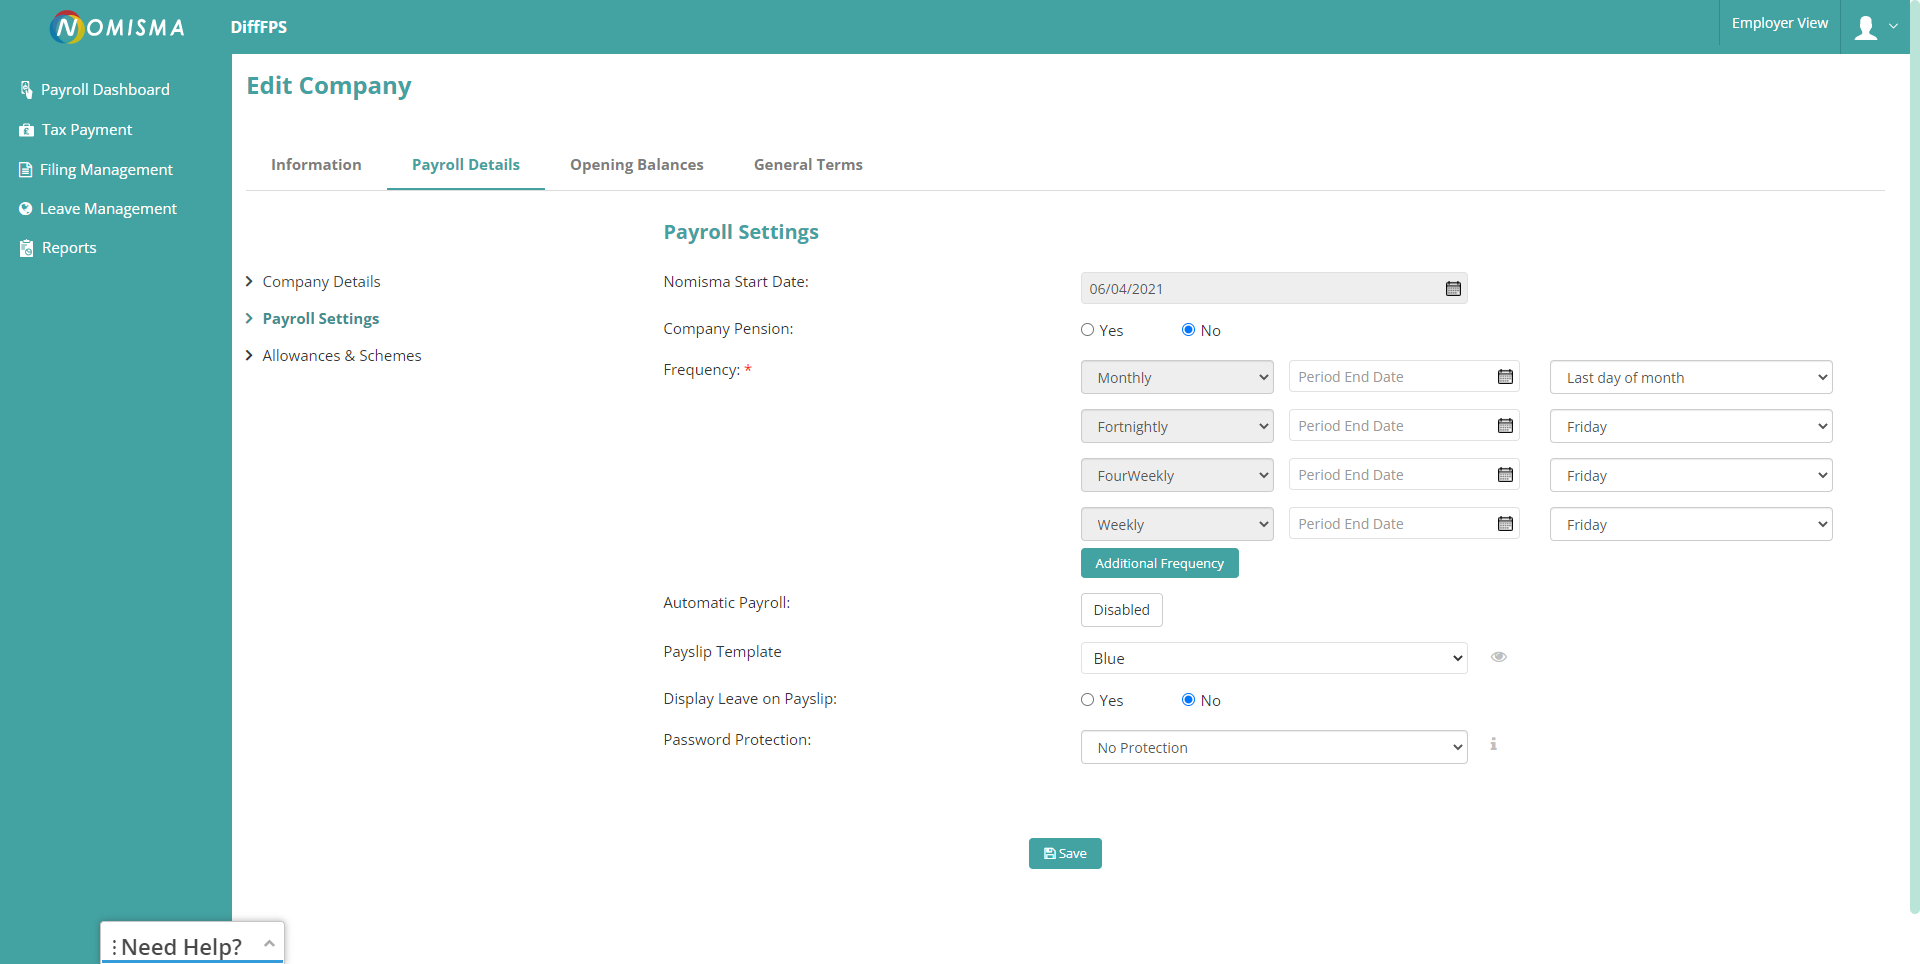 NOMISMA
DiffFPS
Employer View
Payroll Dashboard
Tax Payment
Filing Management
Leave Management
Reports
Edit Company
Information
Payroll Details
Opening Balances
General Terms
Company Details
Payroll Settings
Allowances & Schemes
Payroll Settings
Nomisma Start Date:
06/04/2021
Company Pension:
Yes No
Frequency: *
Monthly Period End Date Last day of month
Fortnightly Period End Date Friday
FourWeekly Period End Date Friday
Weekly Period End Date Friday
Additional Frequency
Automatic Payroll:
Disabled
Payslip Template
Blue
Display Leave on Payslip:
Yes No
Password Protection:
No Protection
Save
Need Help?